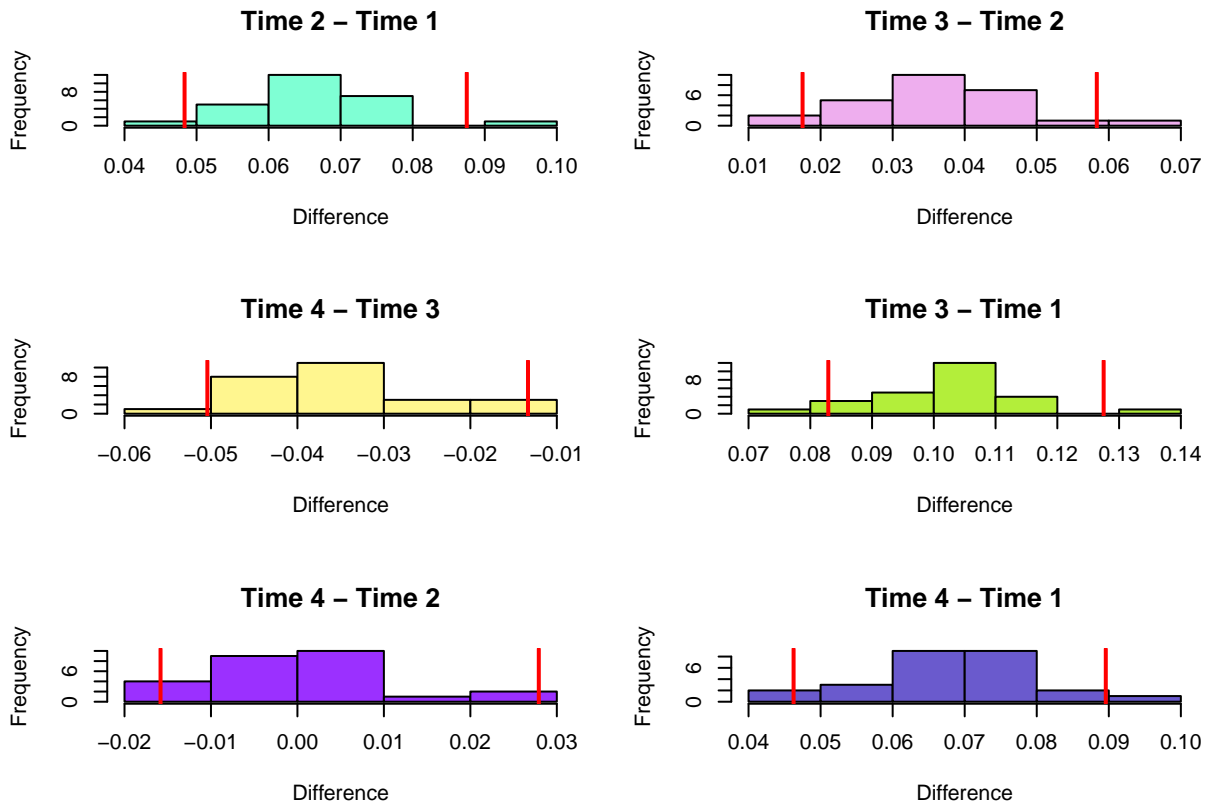 Time 2 − Time 1
Frequency
0 8
0.04 0.05 0.06 0.07 0.08 0.09 0.10
Difference
Time 3 − Time 2
Frequency
0 6
0.01 0.02 0.03 0.04 0.05 0.06 0.07
Difference
Time 4 − Time 3
Frequency
0 8
−0.06 −0.05 −0.04 −0.03 −0.02 −0.01
Difference
Time 3 − Time 1
Frequency
0 8
0.07 0.08 0.09 0.10 0.11 0.12 0.13 0.14
Difference
Time 4 − Time 2
Frequency
0 6
−0.02 −0.01 0.00 0.01 0.02 0.03
Difference
Time 4 − Time 1
Frequency
0 6
0.04 0.05 0.06 0.07 0.08 0.09 0.10
Difference